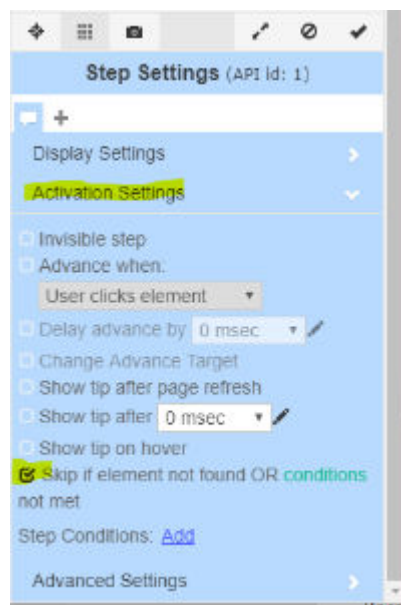 Step Settings (API id: 1)
+
Display Settings
Activation Settings
Invisible step
Advance when:
User clicks element
Delay advance by 0 msec
Change Advance Target
Show tip after page refresh
Show tip after 0 msec
Show tip on hover
Skip if element not found OR conditions
not met
Step Conditions: Add
Advanced Settings